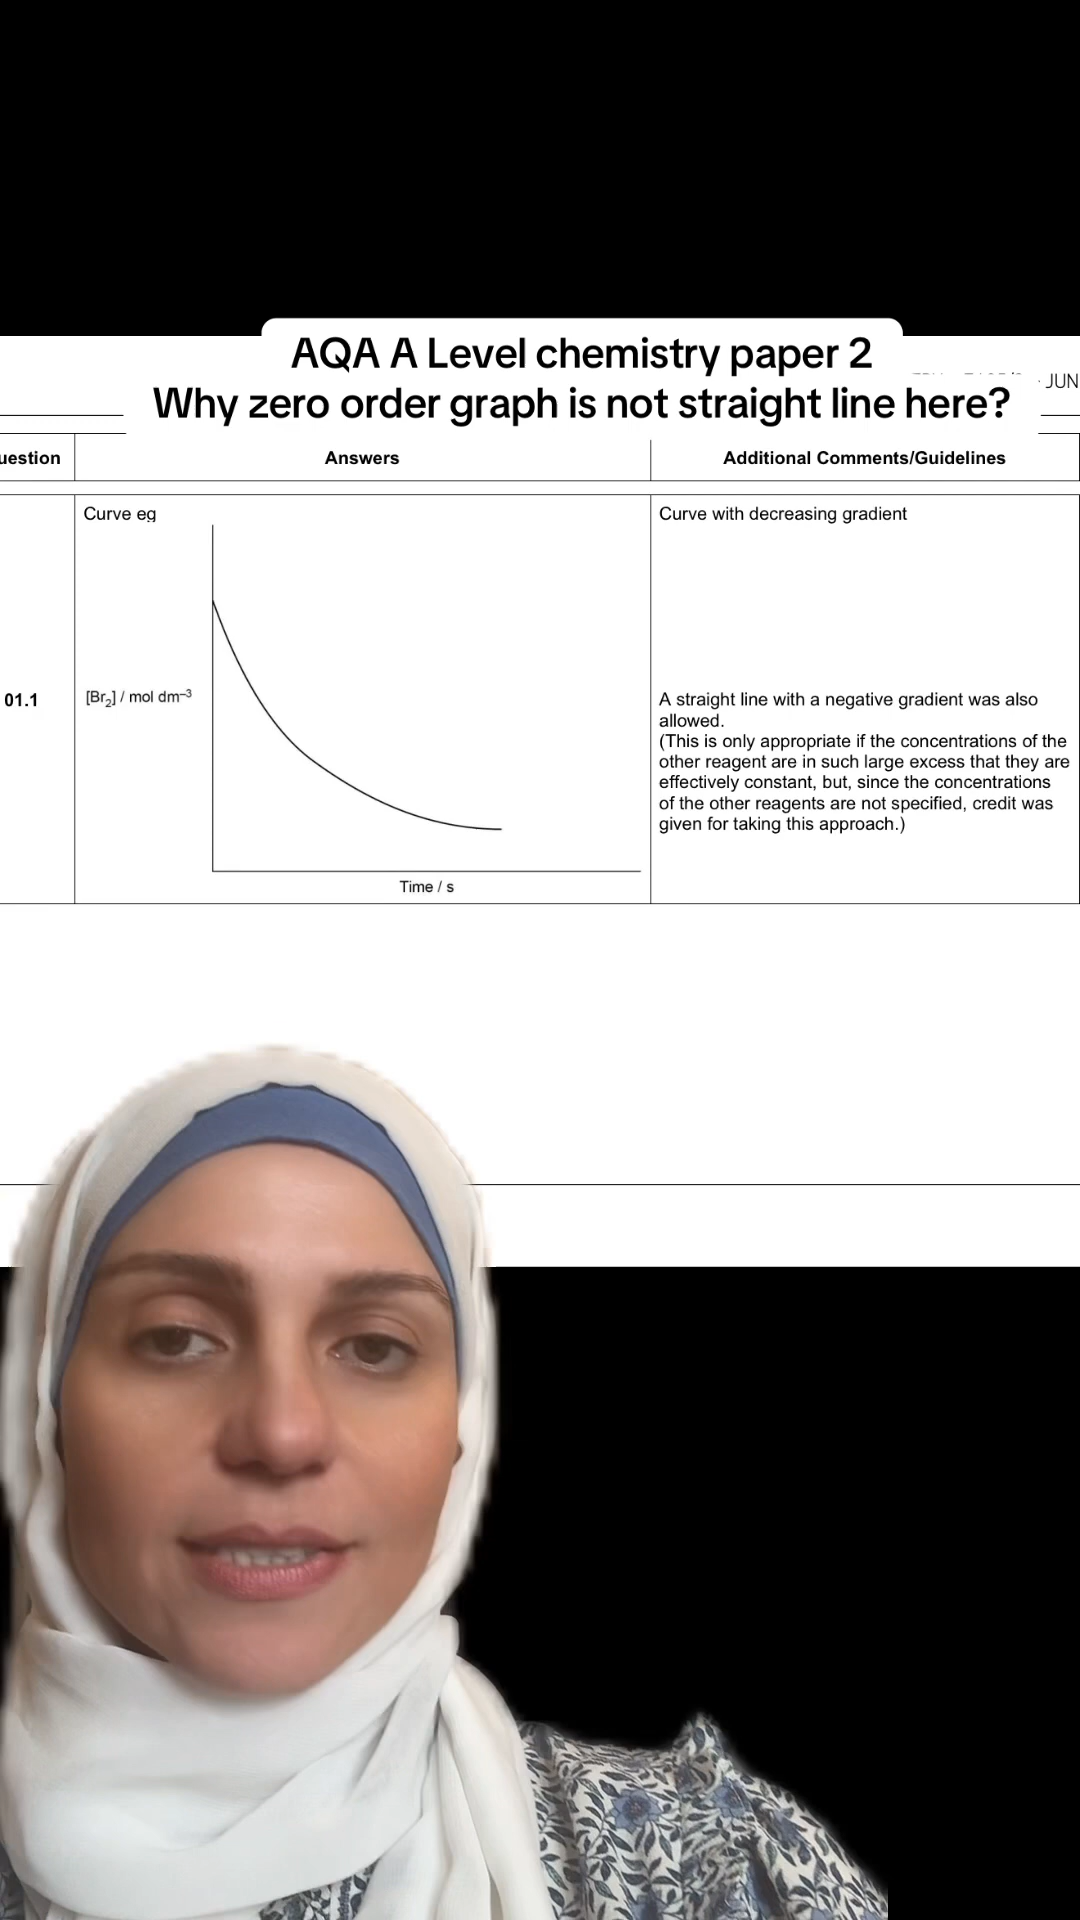 AQA A Level chemistry paper 2
Why zero order graph is not straight line here?
JUN
uestion
Answers
Additional Comments/Guidelines
Curve eg
Curve with decreasing gradient
01.1
[Br₂] / mol dm⁻³
A straight line with a negative gradient was also
allowed.
(This is only appropriate if the concentrations of the
other reagent are in such large excess that they are
effectively constant, but, since the concentrations
of the other reagents are not specified, credit was
given for taking this approach.)
Time / s